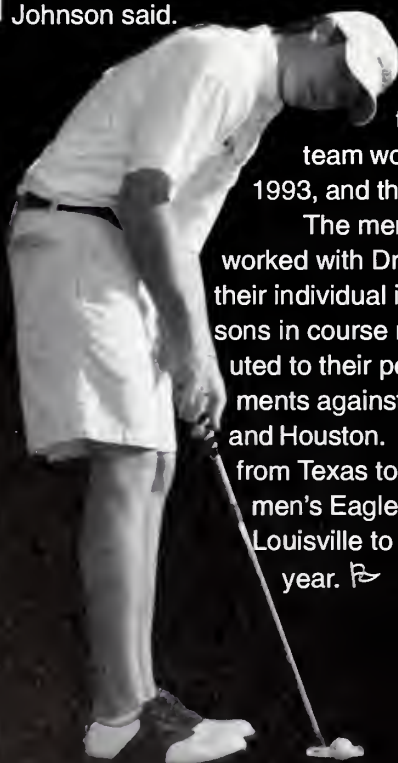 Johnson said.
team wo
1993, and th
The mer
worked with Dr
their individual i
sons in course
uted to their pe
ments against
and Houston.
from Texas to
men's Eagle
Louisville to
year.